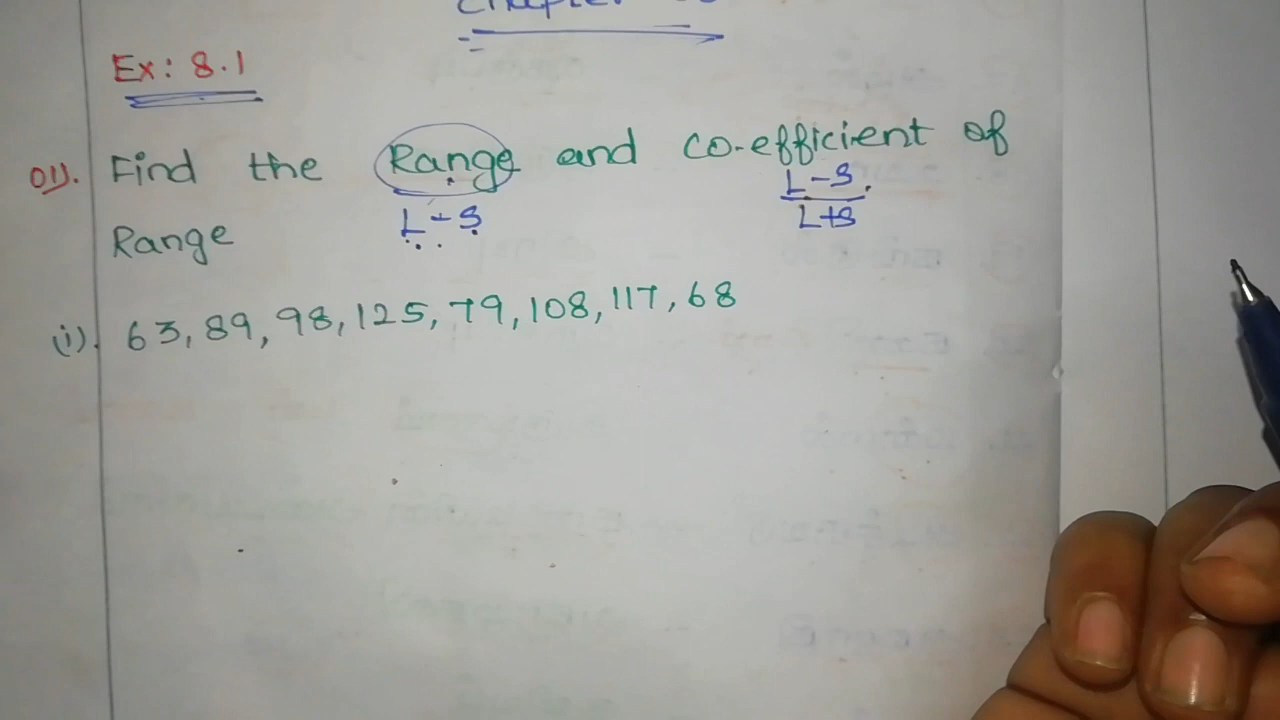 Ex: 8.1
01). Find the Range and co-efficient of
L-S
L-S
L+S
Range
(i). 63, 89, 98, 125, 79, 108, 117, 68